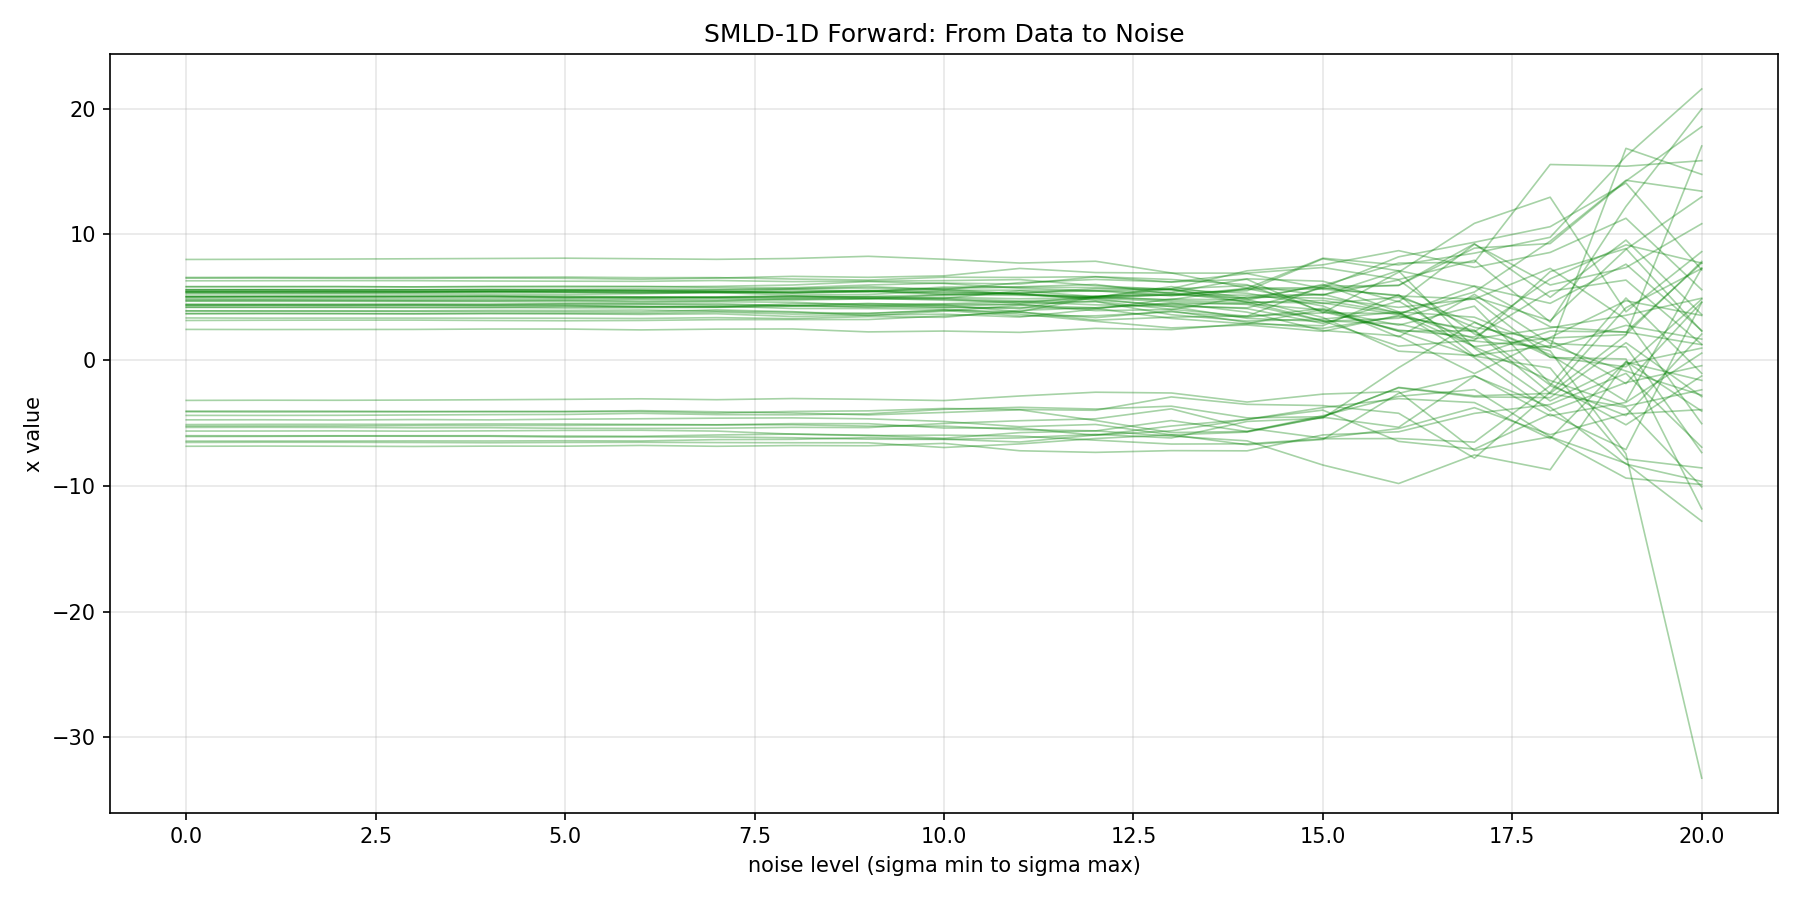 SMLD-1D Forward: From Data to Noise
x value
20
10
0
−10
−20
−30
0.0 2.5 5.0 7.5 10.0 12.5 15.0 17.5 20.0
noise level (sigma min to sigma max)